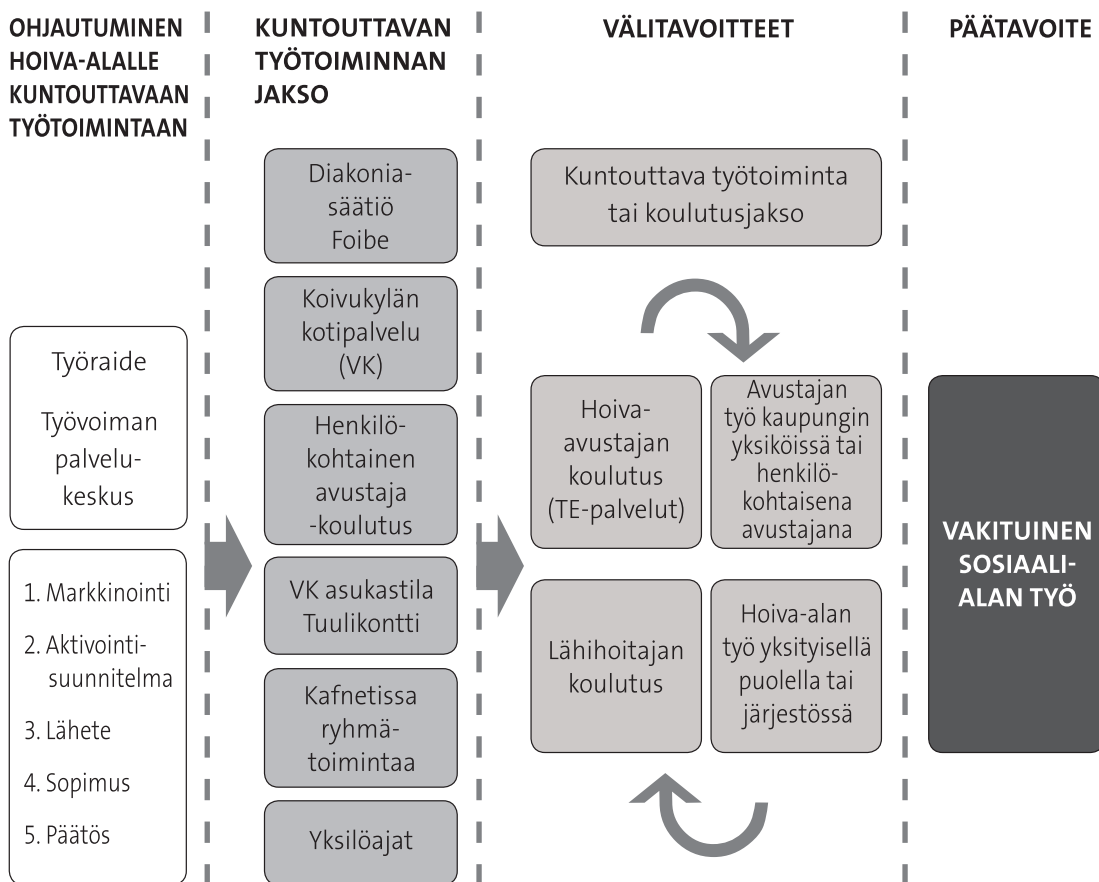 OHJAUTUMINEN
HOIVA-ALALLE
KUNTOUTTAVAAN
TYÖTOIMINTAAN
Työraide
Työvoiman
palvelu-
keskus
1. Markkinointi
2. Aktivointi-
suunnitelma
3. Lähete
4. Sopimus
5. Päätös
KUNTOUTTAVAN
TYÖTOIMINNAN
JAKSO
Diakonia-
säätiö
Foibe
Koivukylän
kotipalvelu
(VK)
Henkilö-
kohtainen
avustaja
-koulutus
VK asukastila
Tuulikontti
Kafnetissa
ryhmä-
toimintaa
Yksilöajat
VÄLITAVOITTEET
Kuntouttava työtoiminta
tai koulutusjakso
Hoiva-
avustajan
koulutus
(TE-palvelut)
Avustajan
työ kaupungin
yksiköissä tai
henkilö-
kohtaisena
avustajana
Lähihoitajan
koulutus
Hoiva-alan
työ yksityisellä
puolella tai
järjestössä
PÄÄTAVOITE
VAKITUINEN
SOSIAALI-
ALAN TYÖ